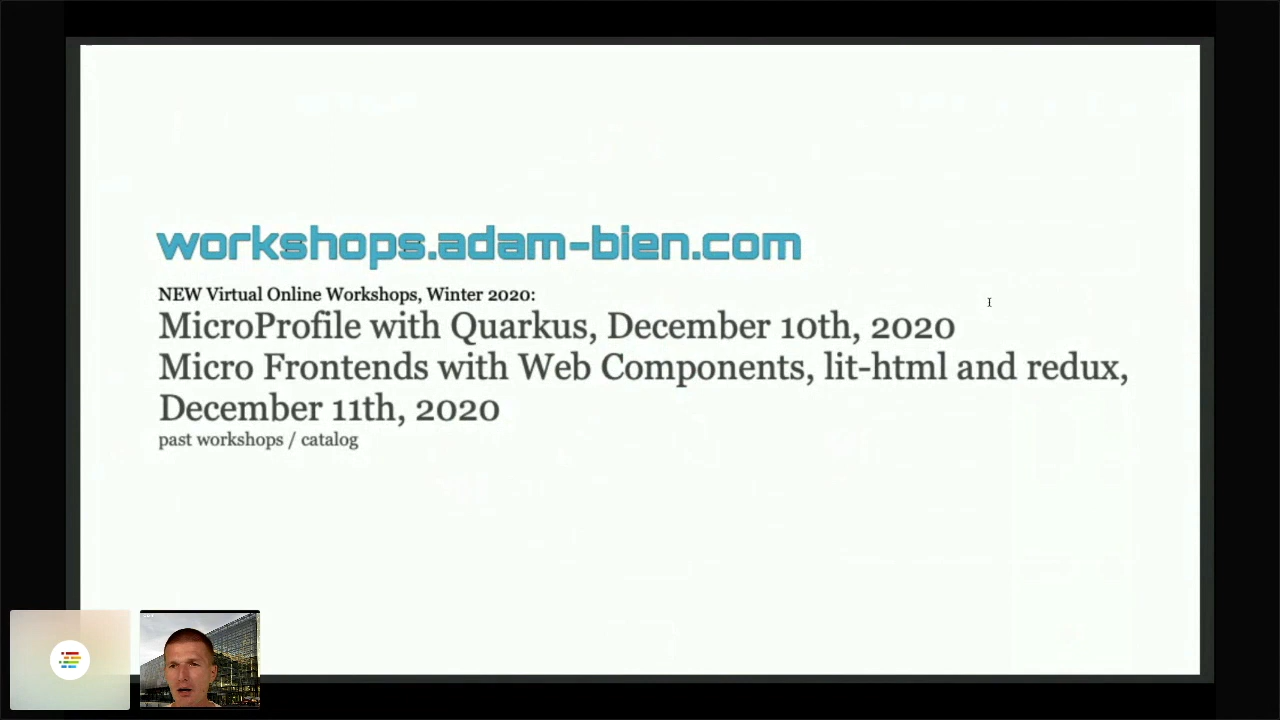 workshops.adam-bien.com
NEW Virtual Online Workshops, Winter 2020:
MicroProfile with Quarkus, December 10th, 2020
Micro Frontends with Web Components, lit-html and redux,
December 11th, 2020
past workshops / catalog